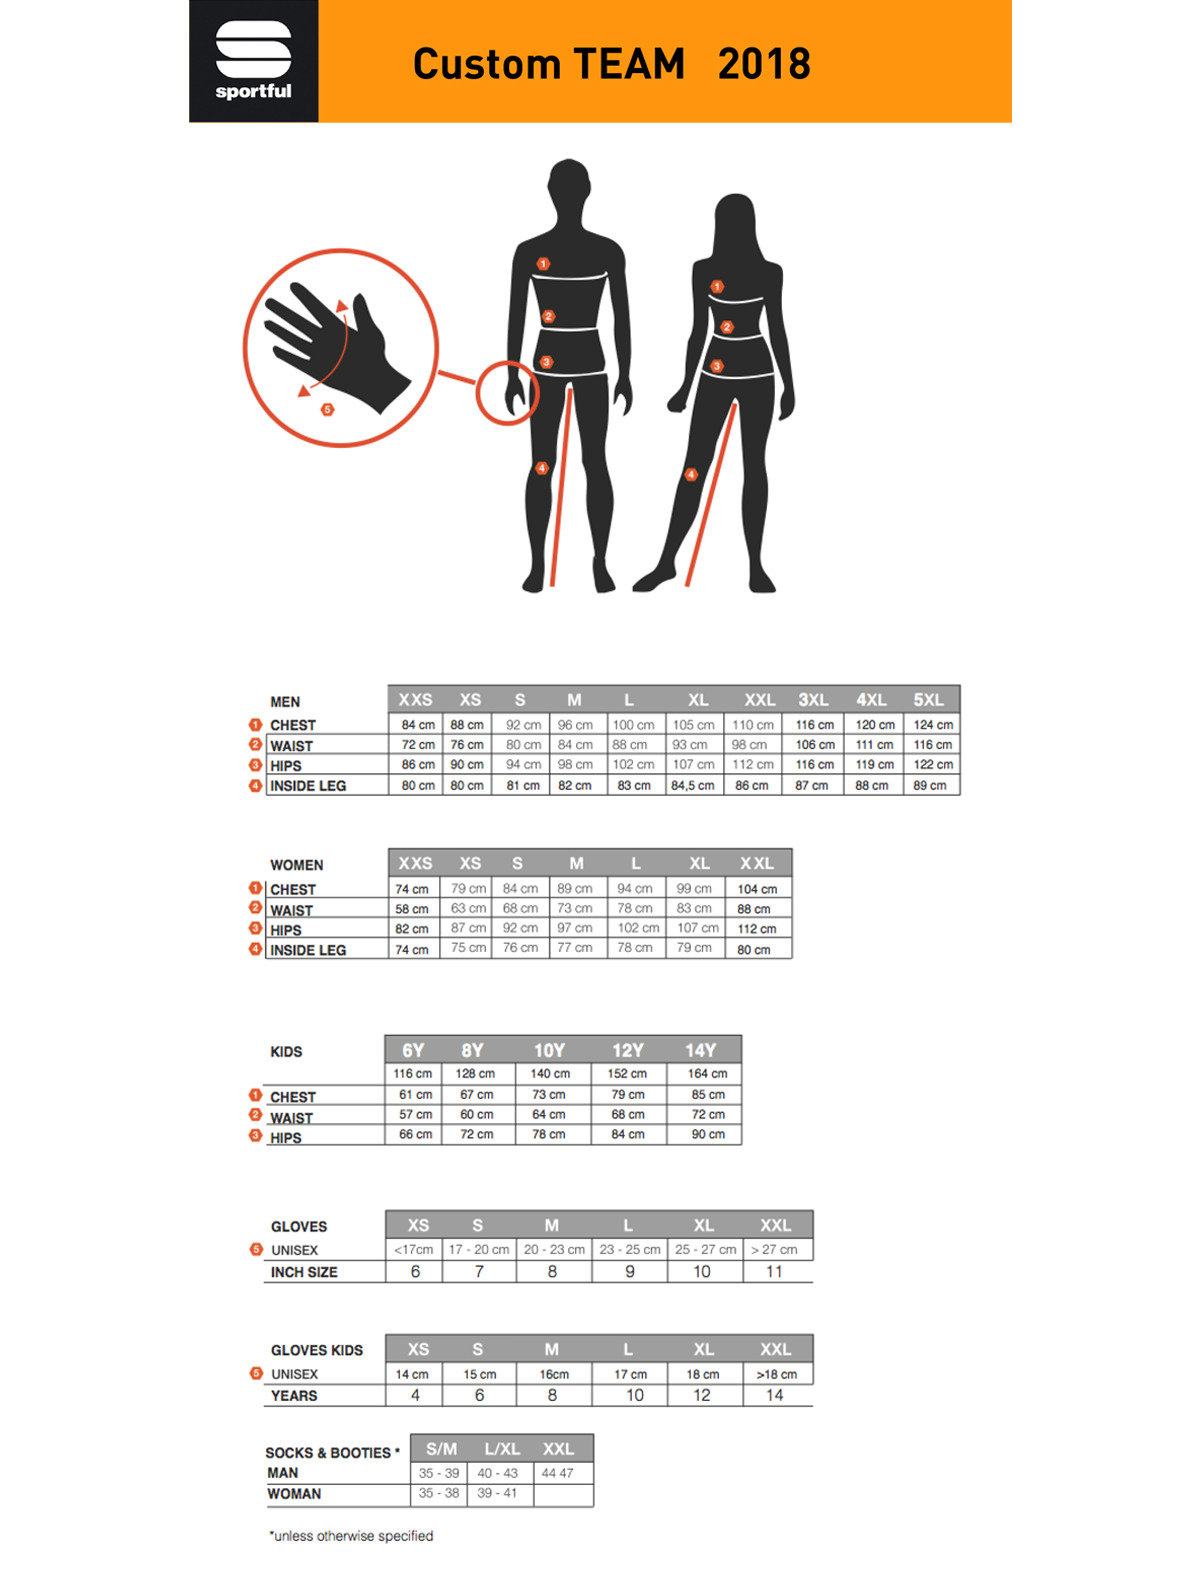 sportful
Custom TEAM 2018
1
1
2
2
3
3
5
4
4
MEN XXS XS S M L XL XXL 3XL 4XL 5XL
1 CHEST 84 cm 88 cm 92 cm 96 cm 100 cm 105 cm 110 cm 116 cm 120 cm 124 cm
2 WAIST 72 cm 76 cm 80 cm 84 cm 88 cm 93 cm 98 cm 106 cm 111 cm 116 cm
3 HIPS 86 cm 90 cm 94 cm 98 cm 102 cm 107 cm 112 cm 116 cm 119 cm 122 cm
4 INSIDE LEG 80 cm 80 cm 81 cm 82 cm 83 cm 84,5 cm 86 cm 87 cm 88 cm 89 cm
WOMEN XXS XS S M L XL XXL
1 CHEST 74 cm 79 cm 84 cm 89 cm 94 cm 99 cm 104 cm
2 WAIST 58 cm 63 cm 68 cm 73 cm 78 cm 83 cm 88 cm
3 HIPS 82 cm 87 cm 92 cm 97 cm 102 cm 107 cm 112 cm
4 INSIDE LEG 74 cm 75 cm 76 cm 77 cm 78 cm 79 cm 80 cm
KIDS 6Y 8Y 10Y 12Y 14Y
116 cm 128 cm 140 cm 152 cm 164 cm
1 CHEST 61 cm 67 cm 73 cm 79 cm 85 cm
2 WAIST 57 cm 60 cm 64 cm 68 cm 72 cm
3 HIPS 66 cm 72 cm 78 cm 84 cm 90 cm
GLOVES XS S M L XL XXL
5 UNISEX <17cm 17 - 20 cm 20 - 23 cm 23 - 25 cm 25 - 27 cm > 27 cm
INCH SIZE 6 7 8 9 10 11
GLOVES KIDS XS S M L XL XXL
5 UNISEX 14 cm 15 cm 16cm 17 cm 18 cm >18 cm
YEARS 4 6 8 10 12 14
SOCKS & BOOTIES * S/M L/XL XXL
MAN 35 - 39 40 - 43 44 47
WOMAN 35 - 38 39 - 41
*unless otherwise specified